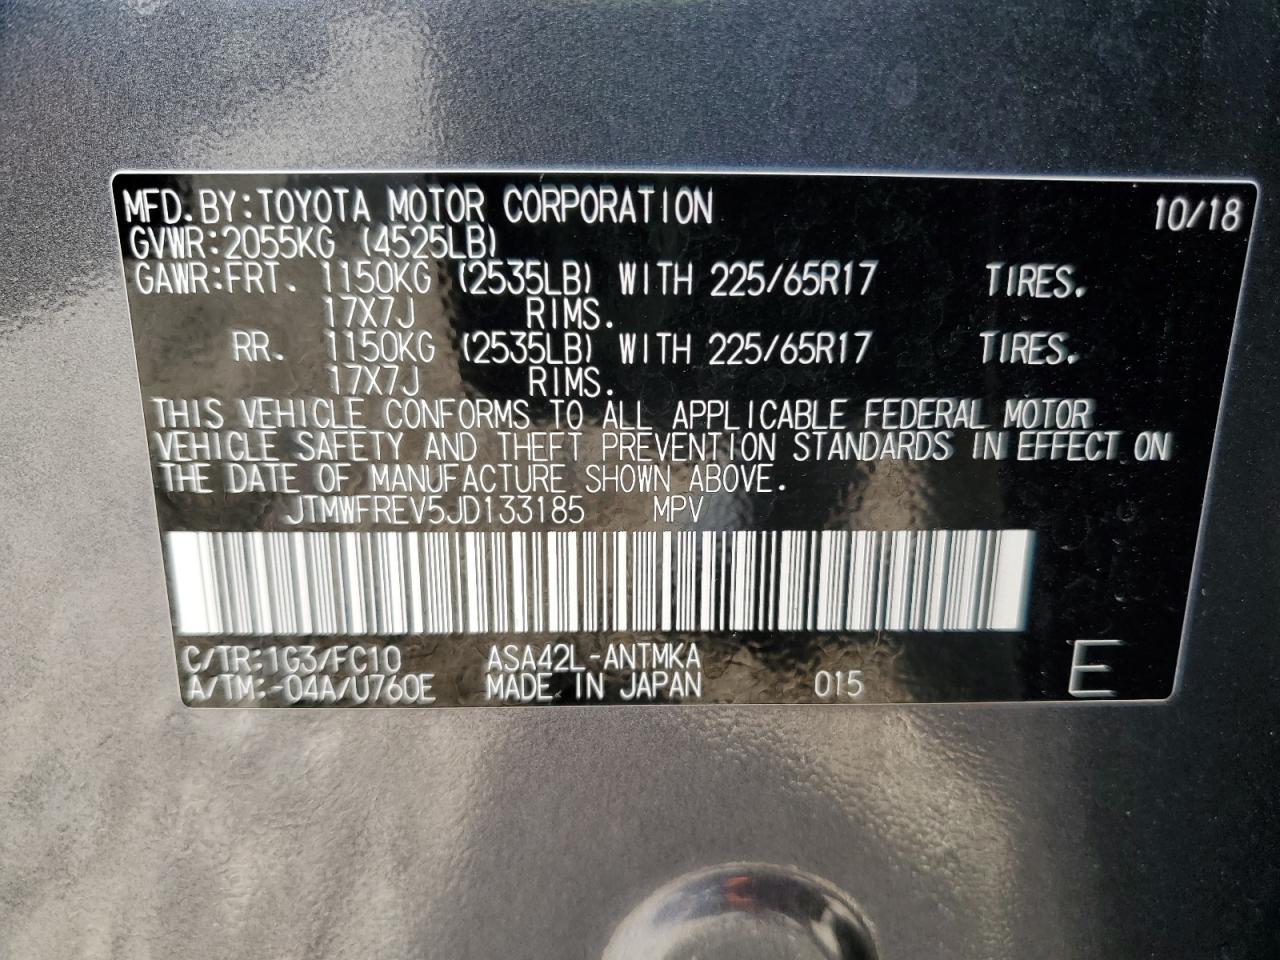 MFD.BY:TOYOTA MOTOR CORPORATION 10/18
GVWR:2055KG (4525LB)
GAWR:FRT. 1150KG (2535LB) WITH 225/65R17 TIRES.
17X7J RIMS.
RR. 1150KG (2535LB) WITH 225/65R17 TIRES.
17X7J RIMS.
THIS VEHICLE CONFORMS TO ALL APPLICABLE FEDERAL MOTOR
VEHICLE SAFETY AND THEFT PREVENTION STANDARDS IN EFFECT ON
THE DATE OF MANUFACTURE SHOWN ABOVE.
JTMWFREV5JD133185 MPV
C/TR:1G3/FC10 ASA42L-ANTMKA
A/TM:-04A/U760E MADE IN JAPAN 015 E